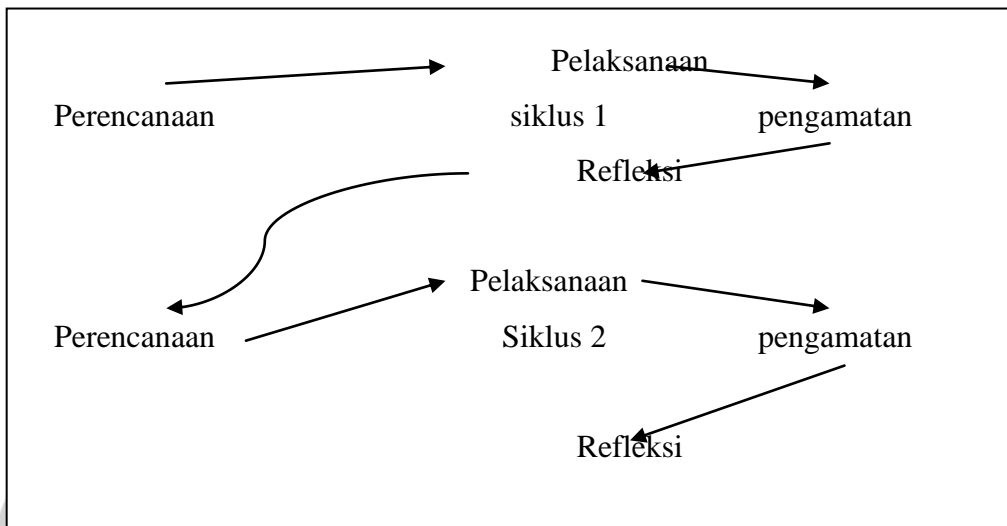 Pelaksanaan
Perencanaan siklus 1 pengamatan
Refleksi
Pelaksanaan
Perencanaan Siklus 2 pengamatan
Refleksi